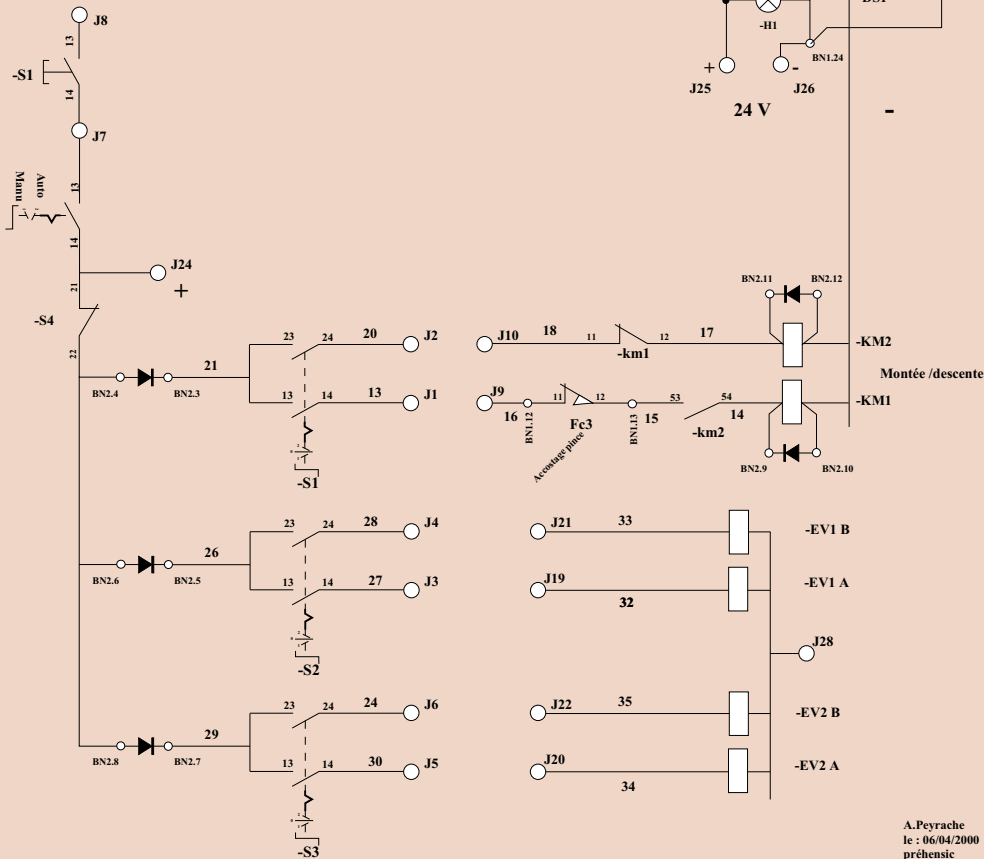 J8
DS1
13
-H1
-S1
BN1.24
14
+
-
J25
J26
J7
24 V
-
Manu
Auto
13
14
J24
+
21
BN2.11
BN2.12
-S4
22
23
24
20
J2
J10
18
11
12
17
-km1
-KM2
BN2.4
BN2.3
21
Montée /descente
13
14
13
J1
J9
16
BN1.12
11
12
Fc3
BN1.13
15
53
54
14
-km2
-KM1
Accostage pince
BN2.9
BN2.10
-S1
23
24
28
J4
J21
33
-EV1 B
BN2.6
BN2.5
26
13
14
27
J3
J19
32
-EV1 A
J28
-S2
23
24
24
J6
J22
35
-EV2 B
BN2.8
BN2.7
29
13
14
30
J5
J20
34
-EV2 A
-S3
A.Peyrache
le : 06/04/2000
préhensic